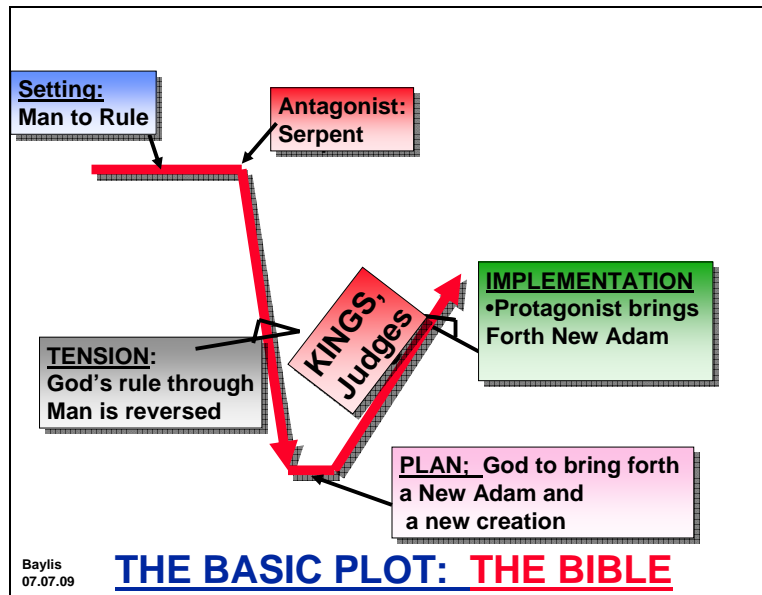 Setting:
Man to Rule
Antagonist:
Serpent
TENSION:
God's rule through
Man is reversed
KINGS,
Judges
IMPLEMENTATION
•Protagonist brings
Forth New Adam
PLAN; God to bring forth
a New Adam and
a new creation
Baylis
07.07.09
THE BASIC PLOT: THE BIBLE